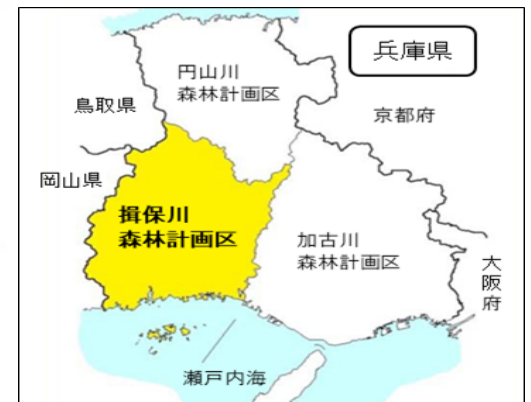 兵庫県
円山川
森林計画区
鳥取県
京都府
岡山県
揖保川
森林計画区
加古川
森林計画区
大阪府
瀬戸内海